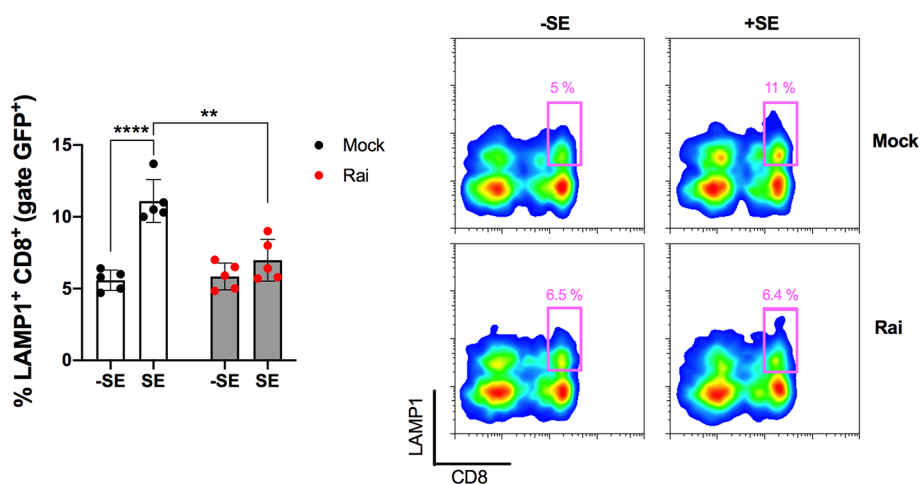 % LAMP1+ CD8+ (gate GFP+)
15
10
5
0
****
**
Mock
Rai
-SE
SE
-SE
SE
-SE
+SE
5 %
11 %
Mock
6.5 %
6.4 %
Rai
LAMP1
CD8